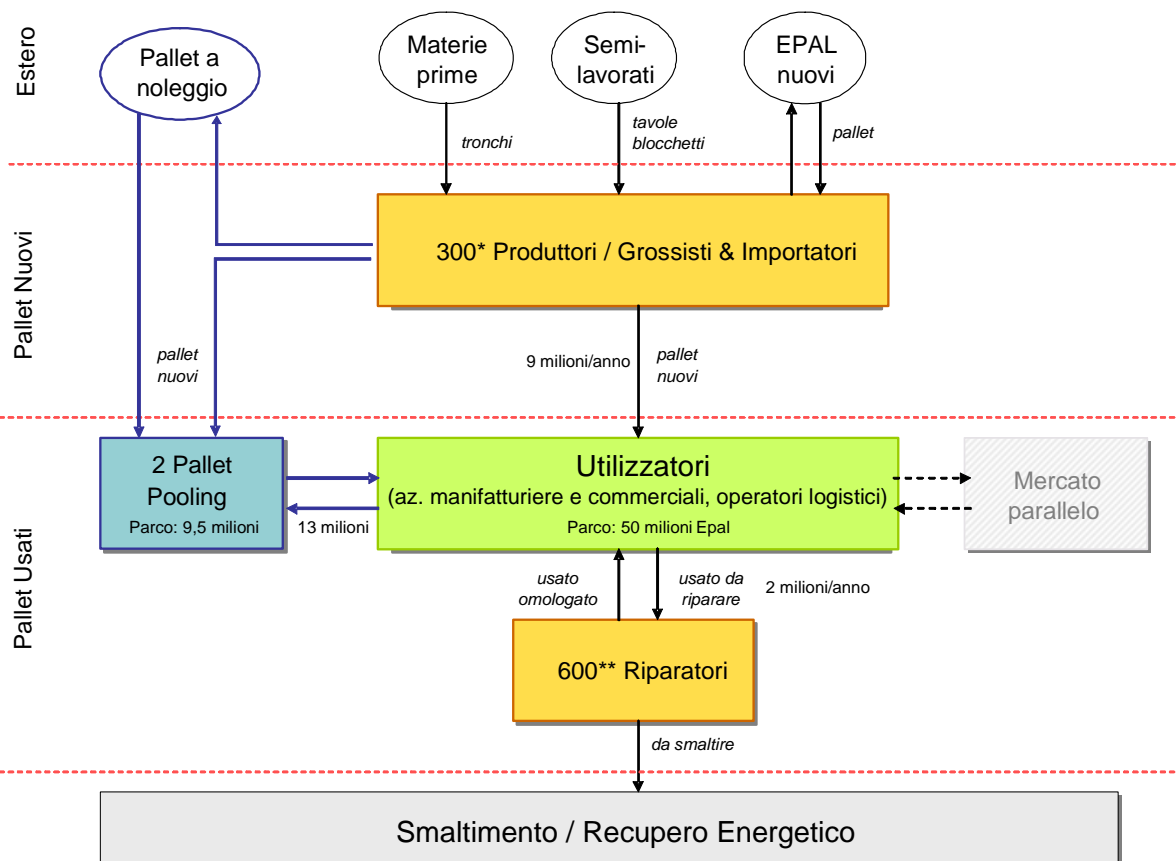 Estero
Pallet a
noleggio
Materie
prime
Semi-
lavorati
EPAL
nuovi
tronchi
tavole
blocchetti
pallet
Pallet Nuovi
300* Produttori / Grossisti & Importatori
pallet
nuovi
9 milioni/anno
pallet
nuovi
Pallet Usati
2 Pallet
Pooling
Parco: 9,5 milioni
13 milioni
Utilizzatori
(az. manifatturiere e commerciali, operatori logistici)
Parco: 50 milioni Epal
Mercato
parallelo
usato
omologato
usato da
riparare
2 milioni/anno
600** Riparatori
da smaltire
Smaltimento / Recupero Energetico